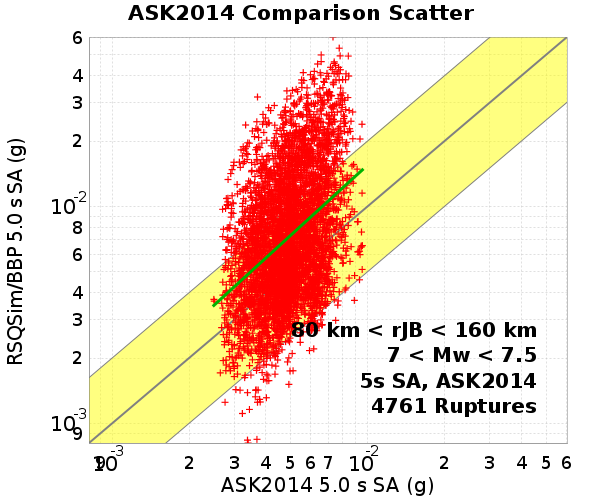 ASK2014 Comparison Scatter
RSQSim/BBP 5.0 s SA (g)
6
4
3
2
10-2
8
6
4
3
2
10-3
9
80 km < rJB < 160 km
7 < Mw < 7.5
5s SA, ASK2014
4761 Ruptures
9 10-3 2 3 4 5 6 7 10-2 2 3 4 5 6
ASK2014 5.0 s SA (g)